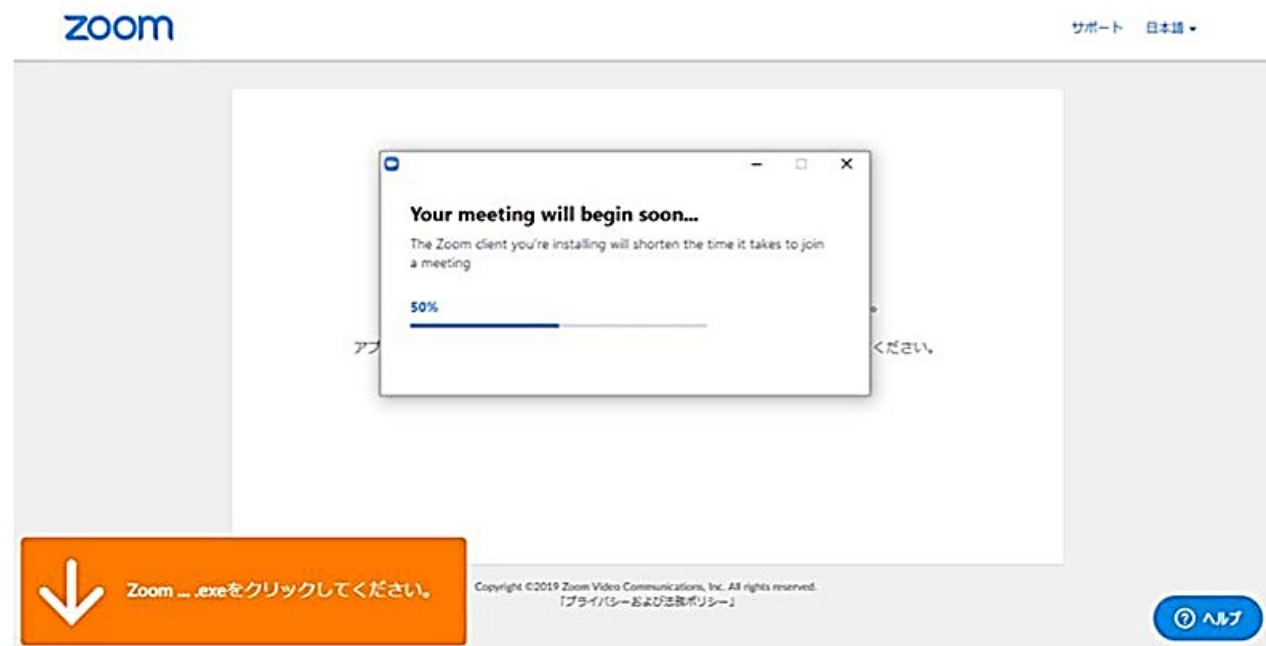 zoom
サポート 日本語
Your meeting will begin soon...
The Zoom client you're installing will shorten the time it takes to join
a meeting
50%
。
アプ ください。
Zoom ... .exeをクリックしてください。
Copyright ©2019 Zoom Video Communications, Inc. All rights reserved.
「プライバシーおよび法務ポリシー」
ヘルプ